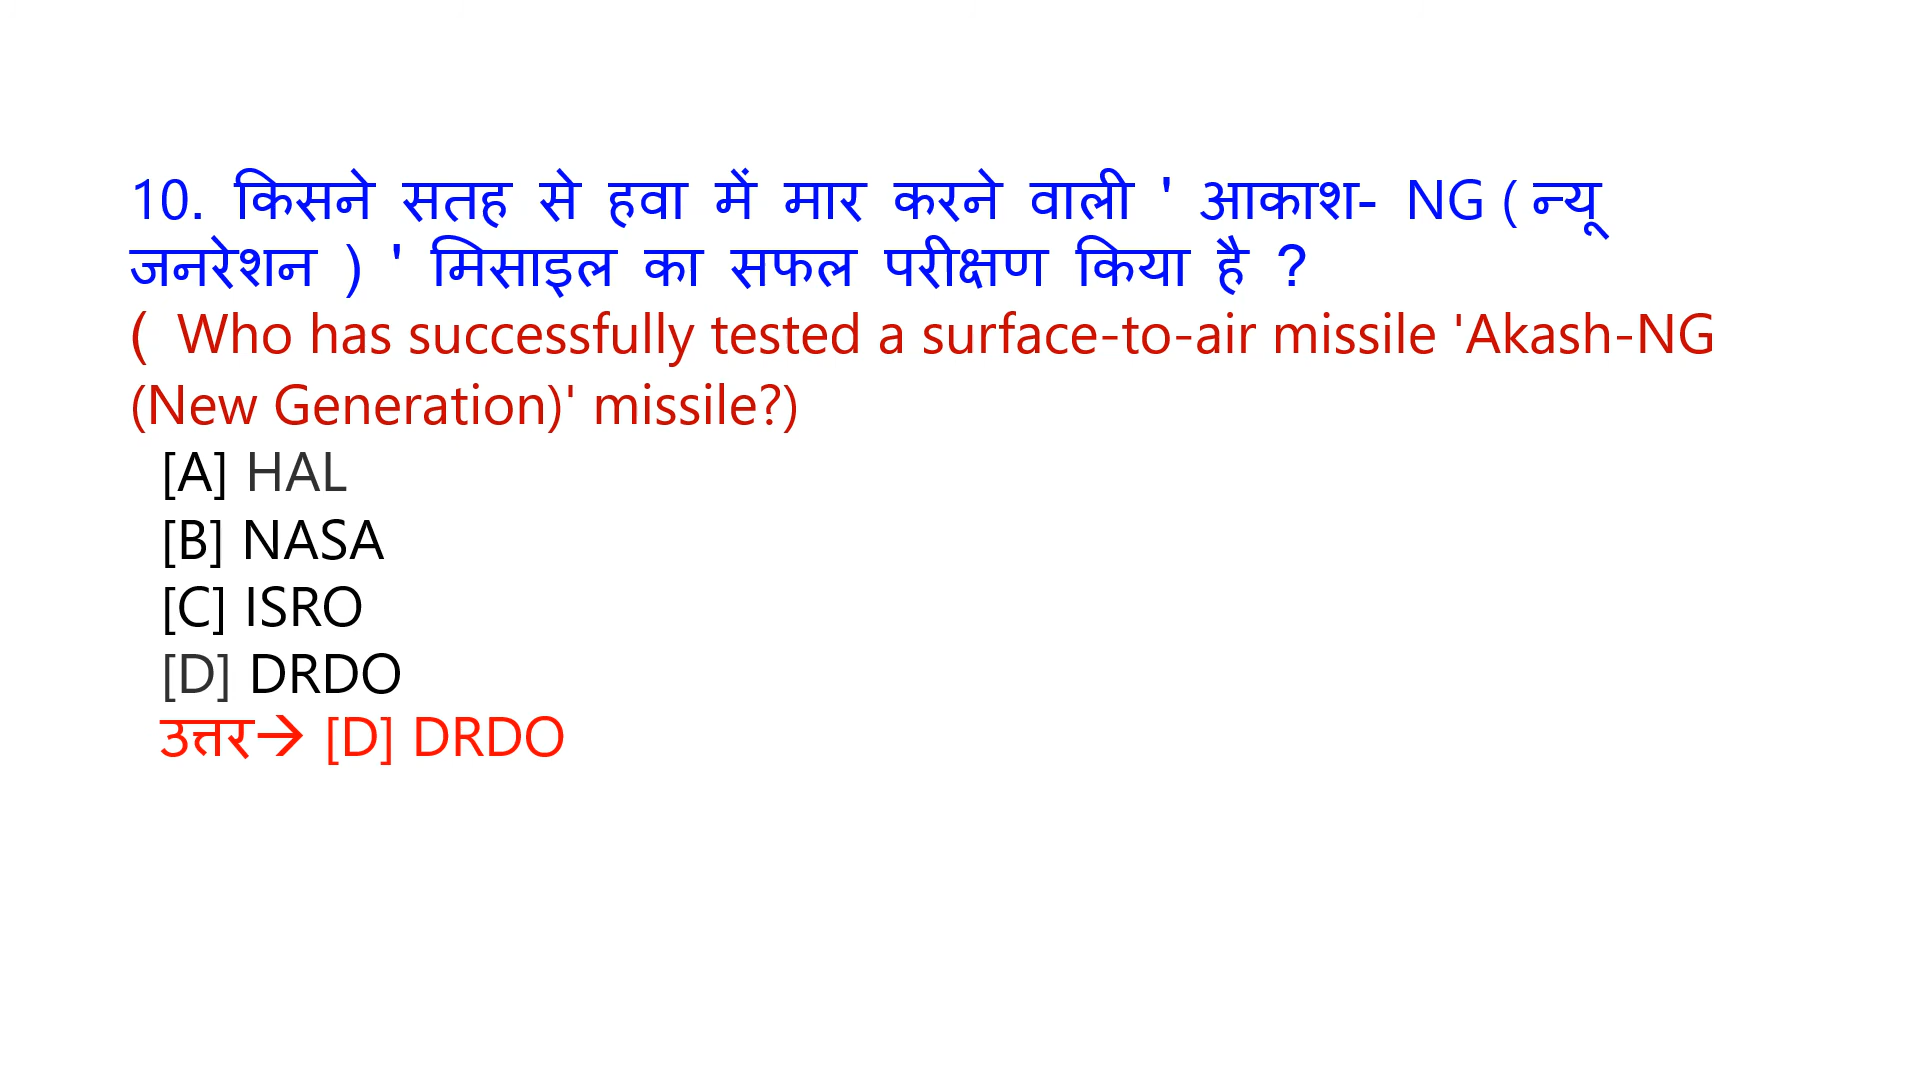 10. किसने सतह से हवा में मार करने वाली ' आकाश- NG ( न्यू
जनरेशन ) ' मिसाइल का सफल परीक्षण किया है ?
( Who has successfully tested a surface-to-air missile 'Akash-NG
(New Generation)' missile?)
[A] HAL
[B] NASA
[C] ISRO
[D] DRDO
उत्तर→ [D] DRDO